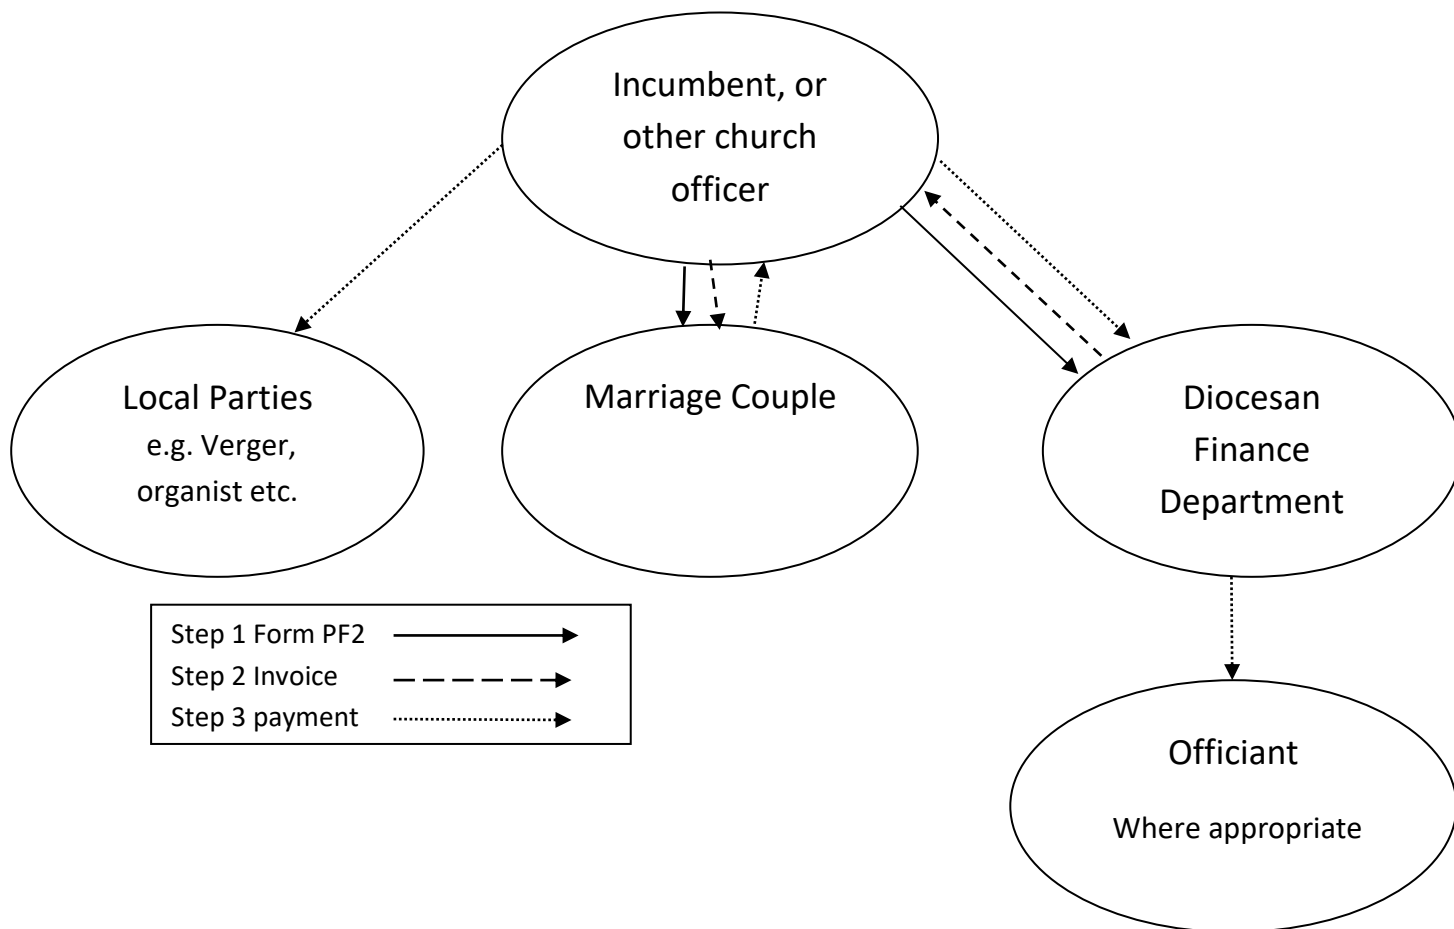 Incumbent, or
other church
officer
Local Parties
e.g. Verger,
organist etc.
Marriage Couple
Diocesan
Finance
Department
Step 1 Form PF2
Step 2 Invoice
Step 3 payment
Officiant
Where appropriate